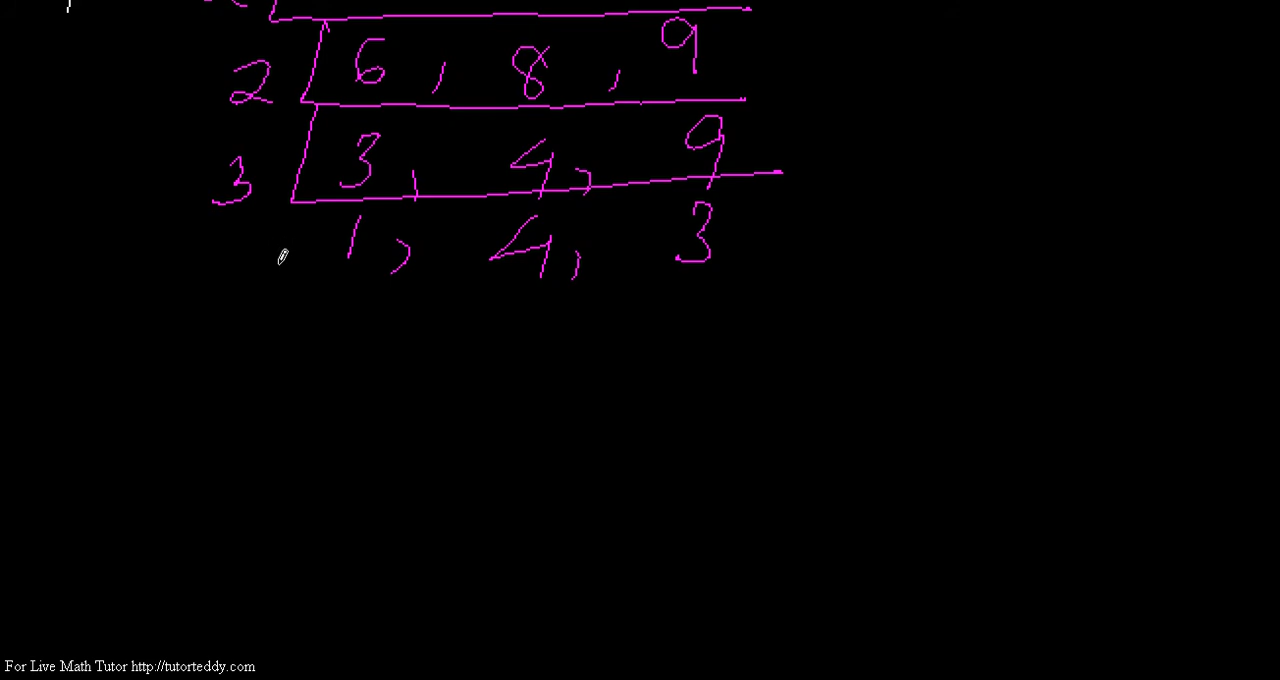 2 6, 8, 9
3 3, 4, 9
1, 4, 3
For Live Math Tutor http://tutorteddy.com